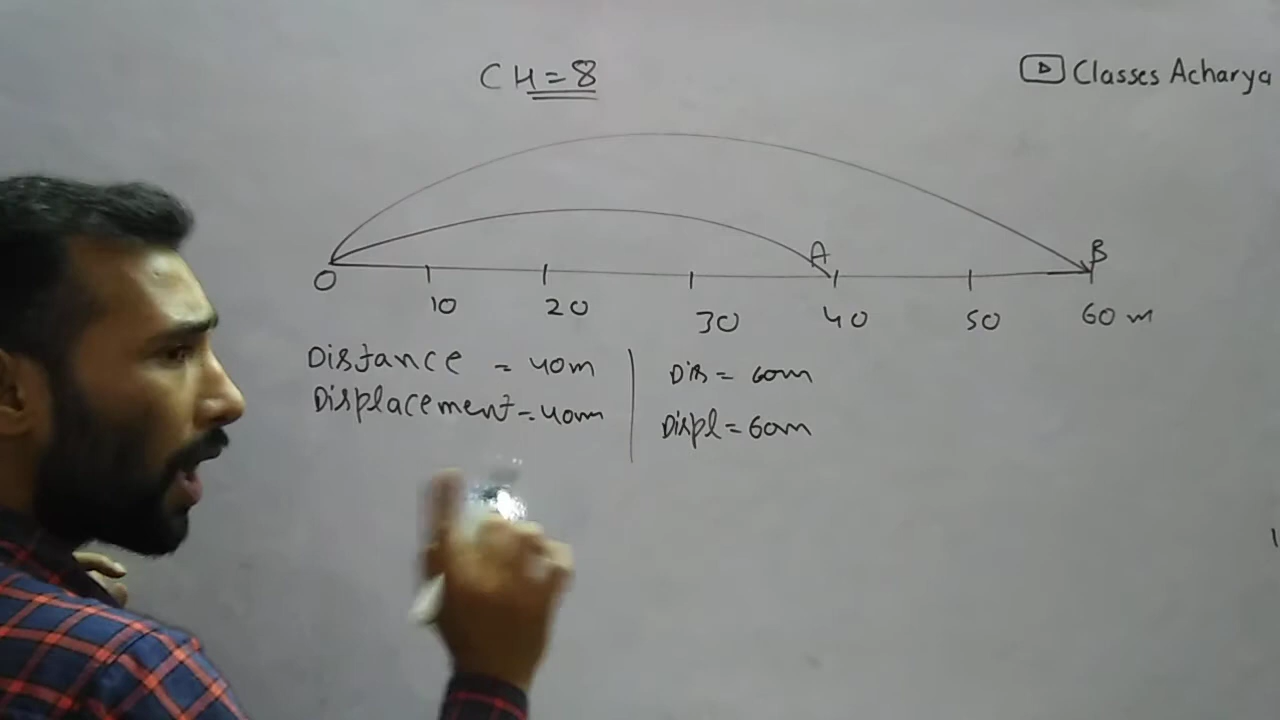 CH=8
Classes Acharya
A
B
O
10
20
30
40
50
60 m
Distance = 40m
Displacement=40m
Dis = 60m
Displ = 60m